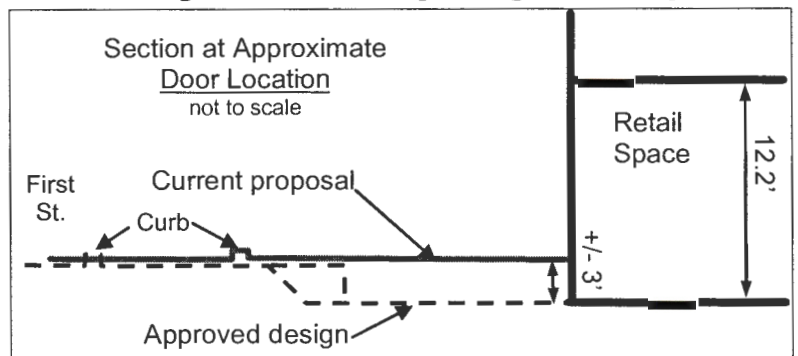 Section at Approximate
Door Location
not to scale
Retail
Space
12.2'
First
St.
Current proposal
Curb
+/- 3'
Approved design